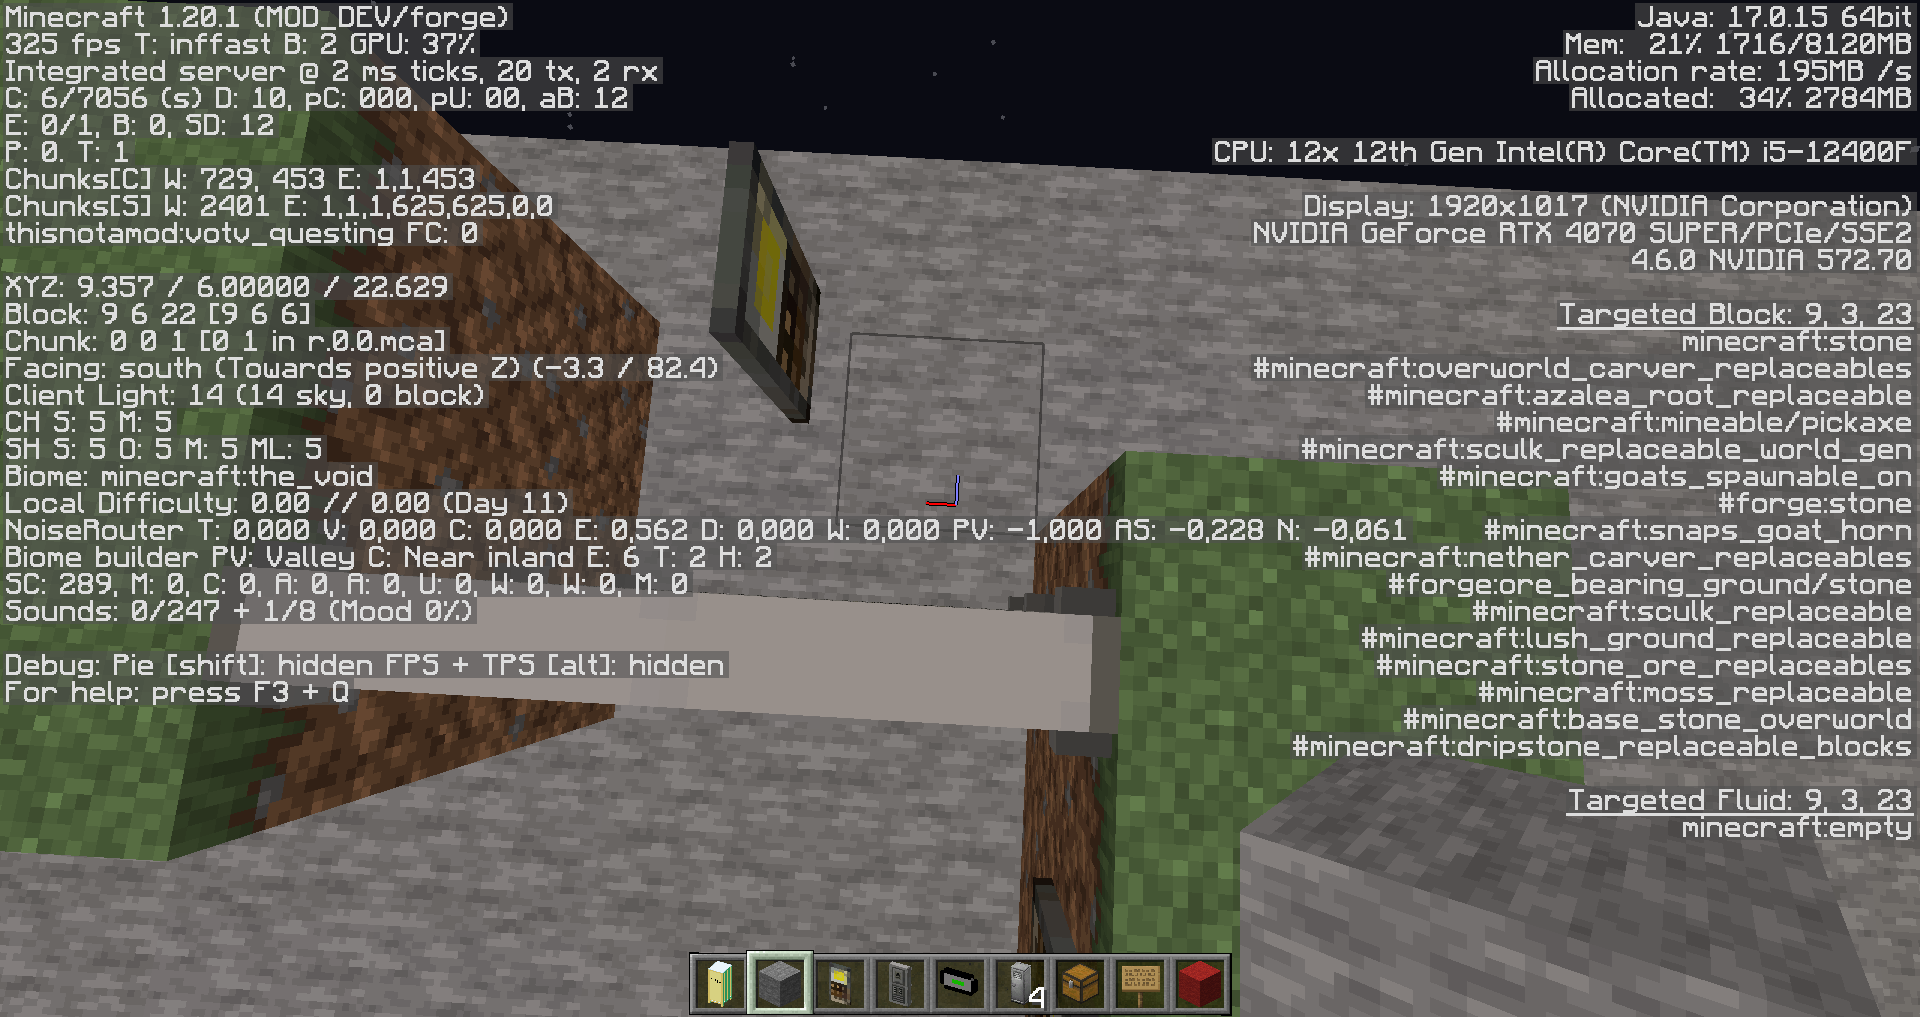 Minecraft 1.20.1 (MOD_DEV/forge)
325 fps T: inffast B: 2 GPU: 37%
Integrated server @ 2 ms ticks, 20 tx, 2 rx
C: 6/7056 (s) D: 10, pC: 000, pU: 00, aB: 12
E: 0/1, B: 0, SD: 12
P: 0. T: 1
Chunks[C] W: 729, 453 E: 1,1,453
Chunks[S] W: 2401 E: 1,1,1,625,625,0,0
thisnotamod:votv_questing FC: 0
XYZ: 9.357 / 6.00000 / 22.629
Block: 9 6 22 [9 6 6]
Chunk: 0 0 1 [0 1 in r.0.0.mca]
Facing: south (Towards positive Z) (-3.3 / 82.4)
Client Light: 14 (14 sky, 0 block)
CH S: 5 M: 5
SH S: 5 O: 5 M: 5 ML: 5
Biome: minecraft:the_void
Local Difficulty: 0.00 // 0.00 (Day 11)
NoiseRouter T: 0,000 V: 0,000 C: 0,000 E: 0,562 D: 0,000 W: 0,000 PV: -1,000 AS: -0,228 N: -0,061
Biome builder PV: Valley C: Near inland E: 6 T: 2 H: 2
SC: 289, M: 0, C: 0, A: 0, A: 0, U: 0, W: 0, W: 0, M: 0
Sounds: 0/247 + 1/8 (Mood 0%)
Debug: Pie [shift]: hidden FPS + TPS [alt]: hidden
For help: press F3 + Q
Java: 17.0.15 64bit
Mem: 21% 1716/8120MB
Allocation rate: 195MB /s
Allocated: 34% 2784MB
CPU: 12x 12th Gen Intel(R) Core(TM) i5-12400F
Display: 1920x1017 (NVIDIA Corporation)
NVIDIA GeForce RTX 4070 SUPER/PCIe/SSE2
4.6.0 NVIDIA 572.70
Targeted Block: 9, 3, 23
minecraft:stone
#minecraft:overworld_carver_replaceables
#minecraft:azalea_root_replaceable
#minecraft:mineable/pickaxe
#minecraft:sculk_replaceable_world_gen
#minecraft:goats_spawnable_on
#forge:stone
#minecraft:snaps_goat_horn
#minecraft:nether_carver_replaceables
#forge:ore_bearing_ground/stone
#minecraft:sculk_replaceable
#minecraft:lush_ground_replaceable
#minecraft:stone_ore_replaceables
#minecraft:moss_replaceable
#minecraft:base_stone_overworld
#minecraft:dripstone_replaceable_blocks
Targeted Fluid: 9, 3, 23
minecraft:empty
4